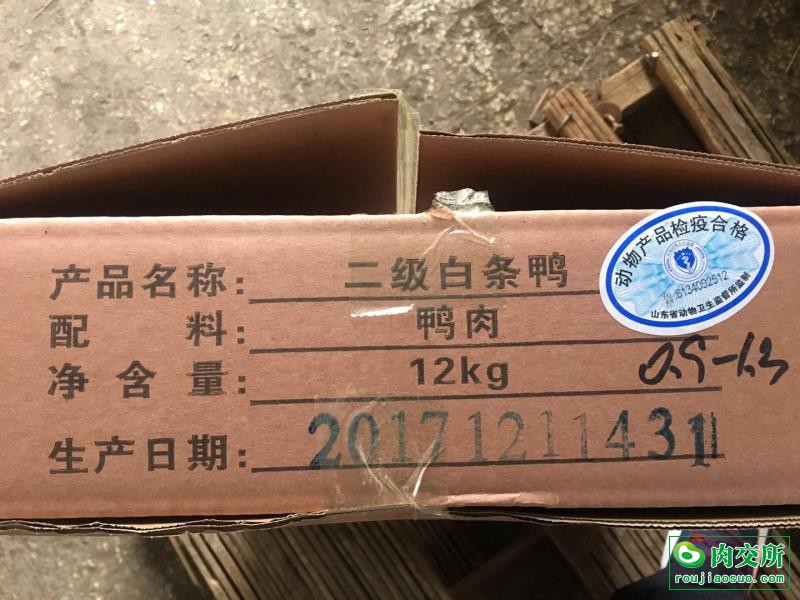 产品名称：二级白条鸭
配料：鸭肉
净含量：12kg
生产日期：20171211431
动物产品检疫合格
6134092512
山东省动物卫生监督所监制
肉交所
roujiaosuo.com